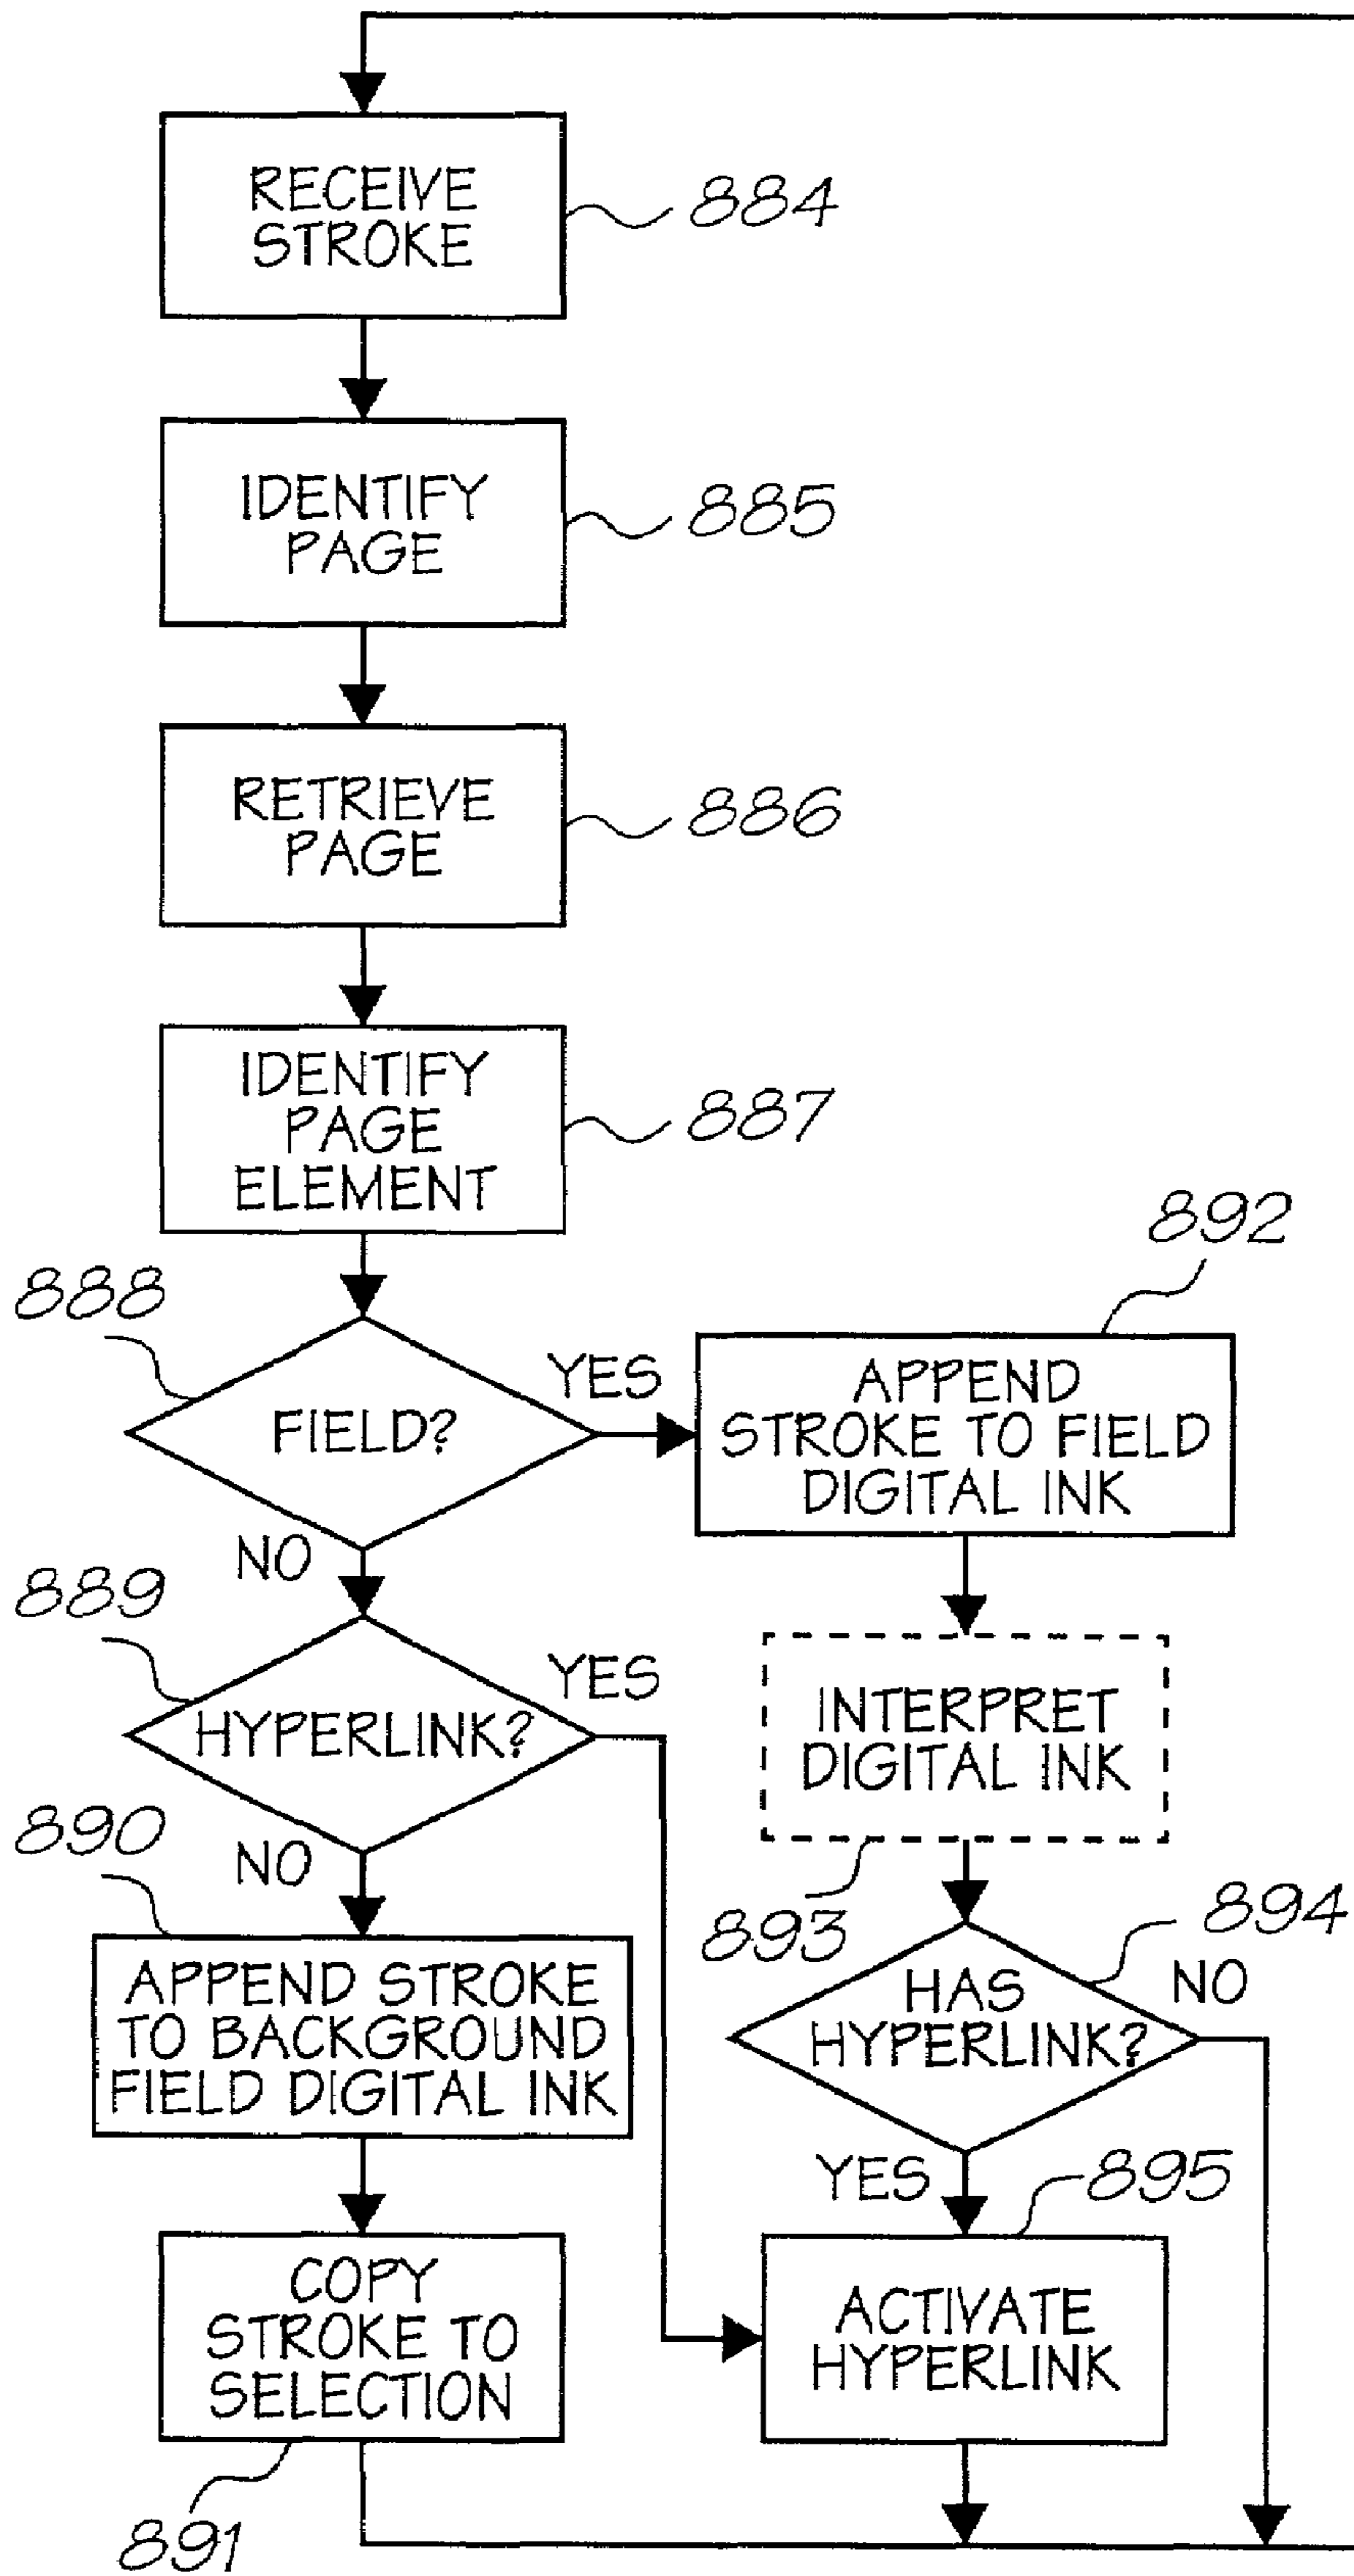 RECEIVE
STROKE
884
IDENTIFY
PAGE
885
RETRIEVE
PAGE
886
IDENTIFY
PAGE
ELEMENT
887
888
FIELD?
YES
NO
892
APPEND
STROKE TO FIELD
DIGITAL INK
889
HYPERLINK?
YES
NO
INTERPRET
DIGITAL INK
893
890
APPEND STROKE
TO BACKGROUND
FIELD DIGITAL INK
894
HAS
HYPERLINK?
NO
YES
895
COPY
STROKE TO
SELECTION
891
ACTIVATE
HYPERLINK